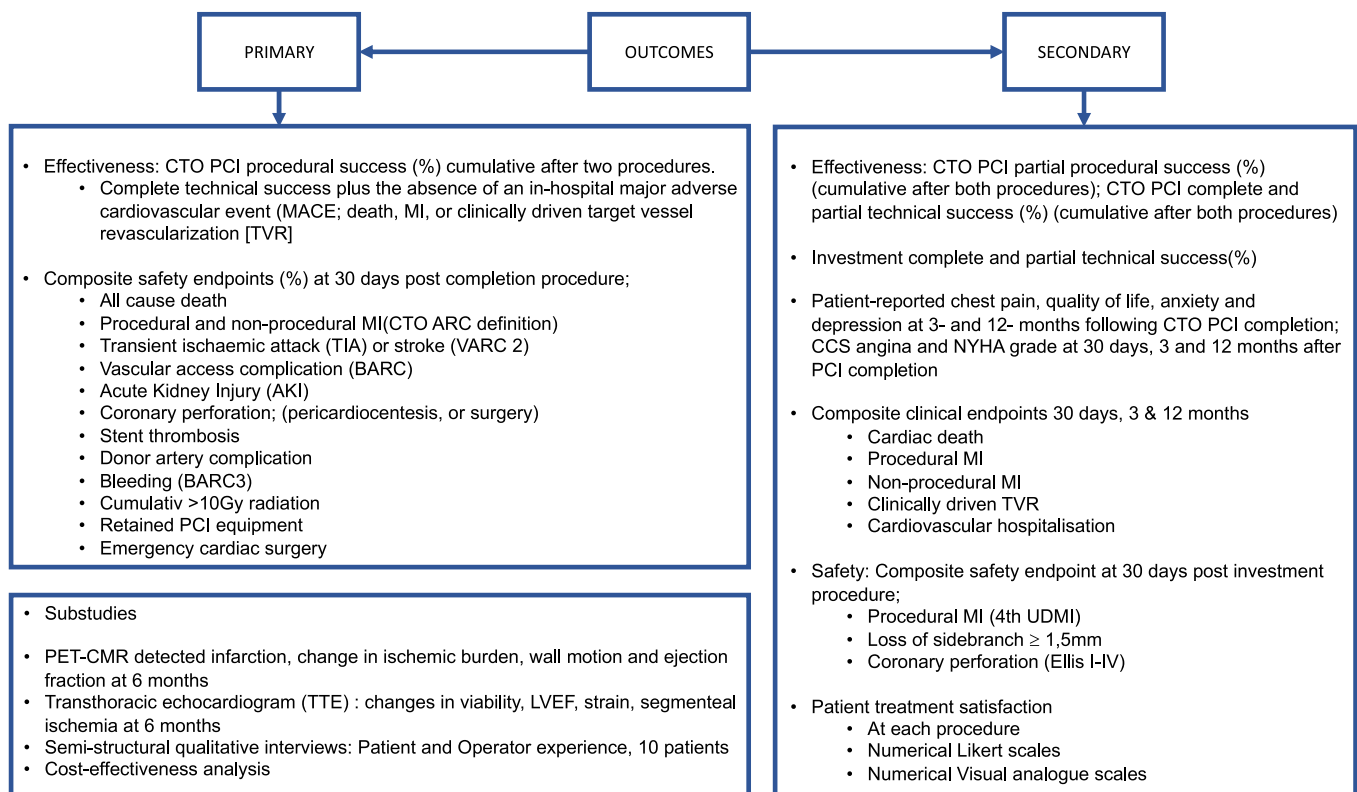 PRIMARY
OUTCOMES
SECONDARY
• Effectiveness: CTO PCI procedural success (%) cumulative after two procedures.
• Complete technical success plus the absence of an in-hospital major adverse
cardiovascular event (MACE; death, MI, or clinically driven target vessel
revascularization [TVR]
• Composite safety endpoints (%) at 30 days post completion procedure;
• All cause death
• Procedural and non-procedural MI(CTO ARC definition)
• Transient ischaemic attack (TIA) or stroke (VARC 2)
• Vascular access complication (BARC)
• Acute Kidney Injury (AKI)
• Coronary perforation; (pericardiocentesis, or surgery)
• Stent thrombosis
• Donor artery complication
• Bleeding (BARC3)
• Cumulativ >10Gy radiation
• Retained PCI equipment
• Emergency cardiac surgery
• Substudies
• PET-CMR detected infarction, change in ischemic burden, wall motion and ejection
fraction at 6 months
• Transthoracic echocardiogram (TTE) : changes in viability, LVEF, strain, segmenteal
ischemia at 6 months
• Semi-structural qualitative interviews: Patient and Operator experience, 10 patients
• Cost-effectiveness analysis
• Effectiveness: CTO PCI partial procedural success (%)
(cumulative after both procedures); CTO PCI complete and
partial technical success (%) (cumulative after both procedures)
• Investment complete and partial technical success(%)
• Patient-reported chest pain, quality of life, anxiety and
depression at 3- and 12- months following CTO PCI completion;
CCS angina and NYHA grade at 30 days, 3 and 12 months after
PCI completion
• Composite clinical endpoints 30 days, 3 & 12 months
• Cardiac death
• Procedural MI
• Non-procedural MI
• Clinically driven TVR
• Cardiovascular hospitalisation
• Safety: Composite safety endpoint at 30 days post investment
procedure;
• Procedural MI (4th UDMI)
• Loss of sidebranch ≥ 1,5mm
• Coronary perforation (Ellis I-IV)
• Patient treatment satisfaction
• At each procedure
• Numerical Likert scales
• Numerical Visual analogue scales